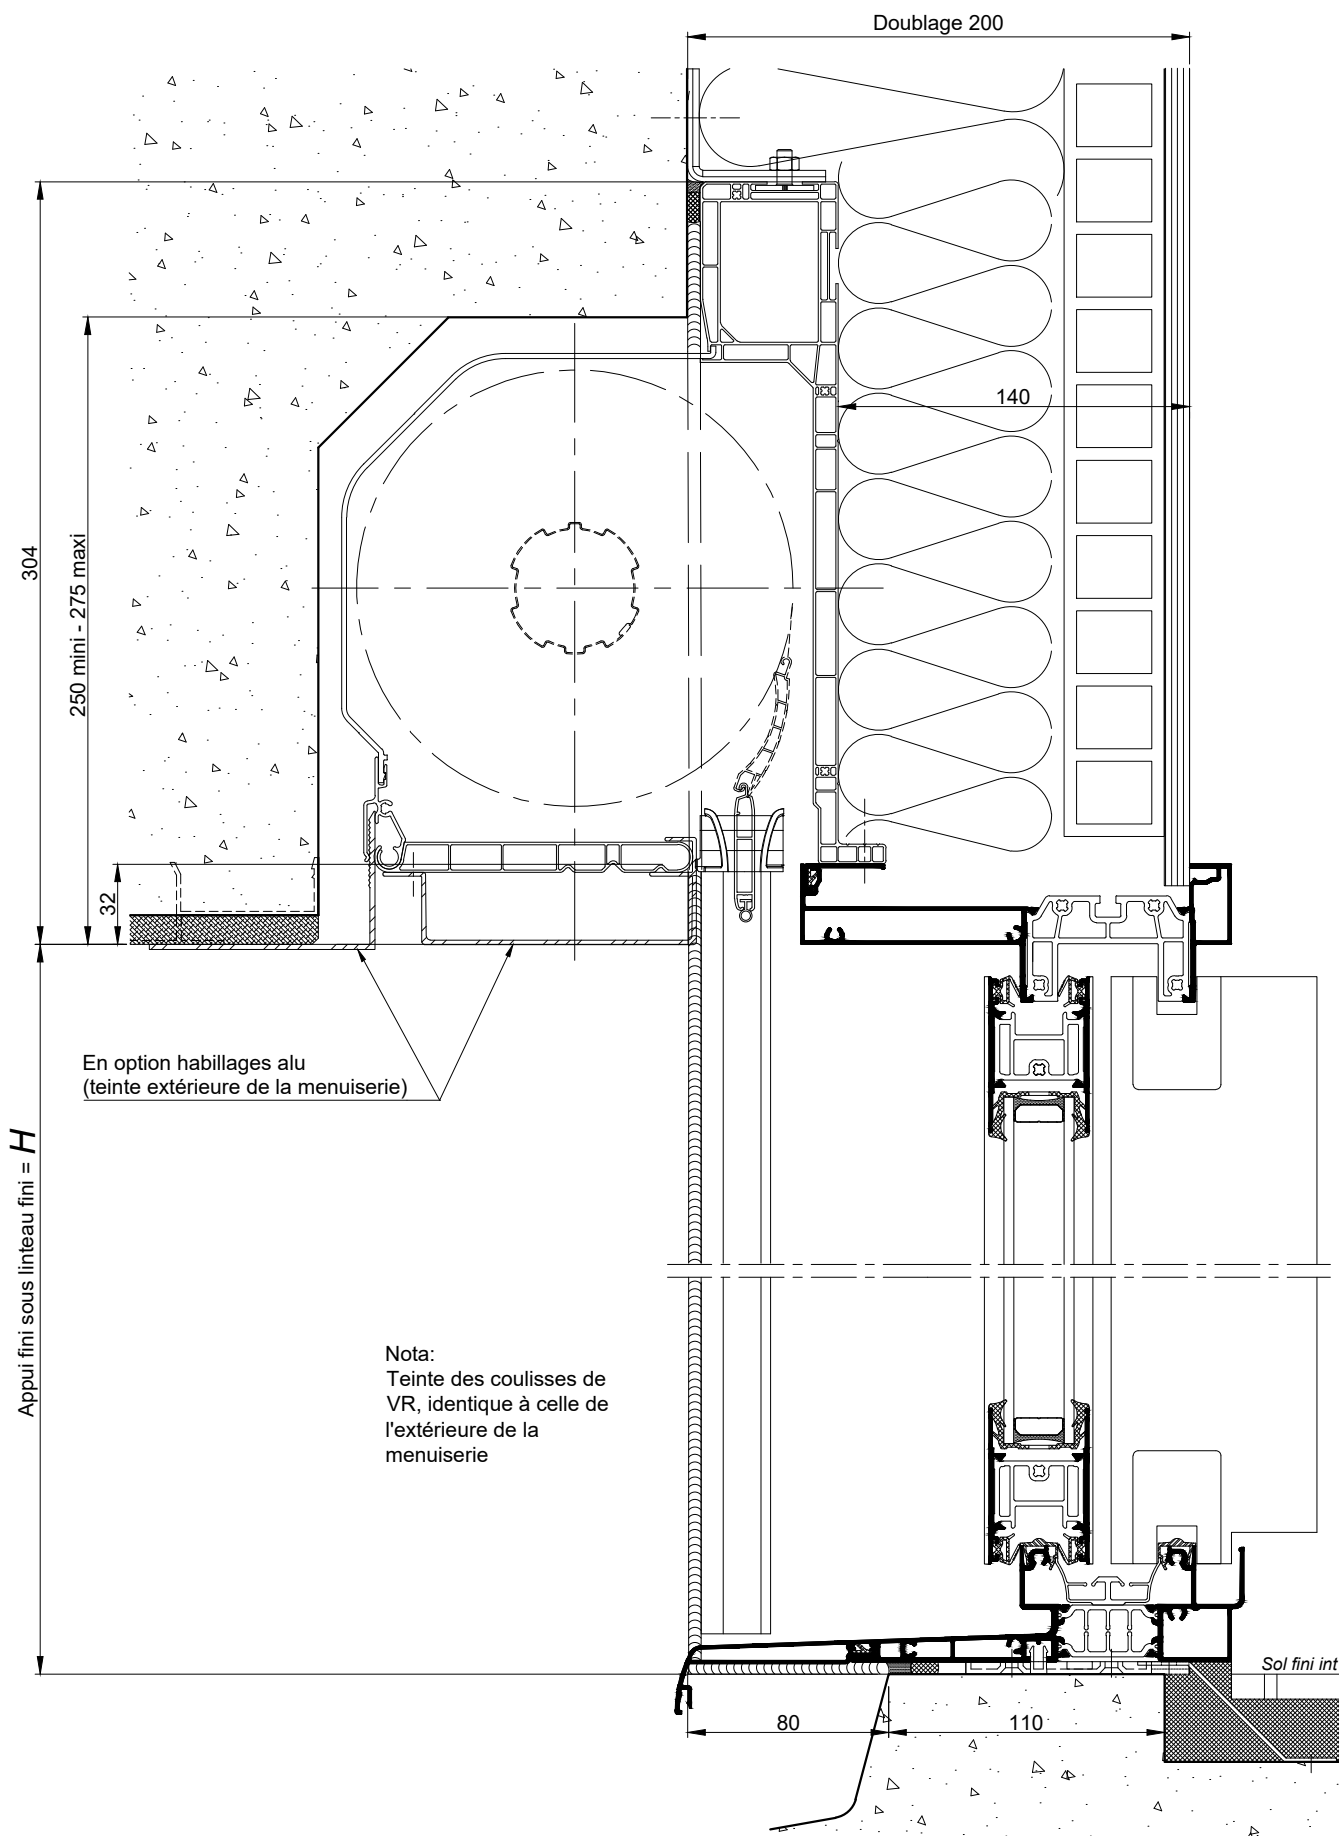 Doublage 200
140
304
250 mini - 275 maxi
32
En option habillages alu
(teinte extérieure de la menuiserie)
Appui fini sous linteau fini = H
Nota:
Teinte des coulisses de
VR, identique à celle de
l'extérieure de la
menuiserie
Sol fini int
80
110